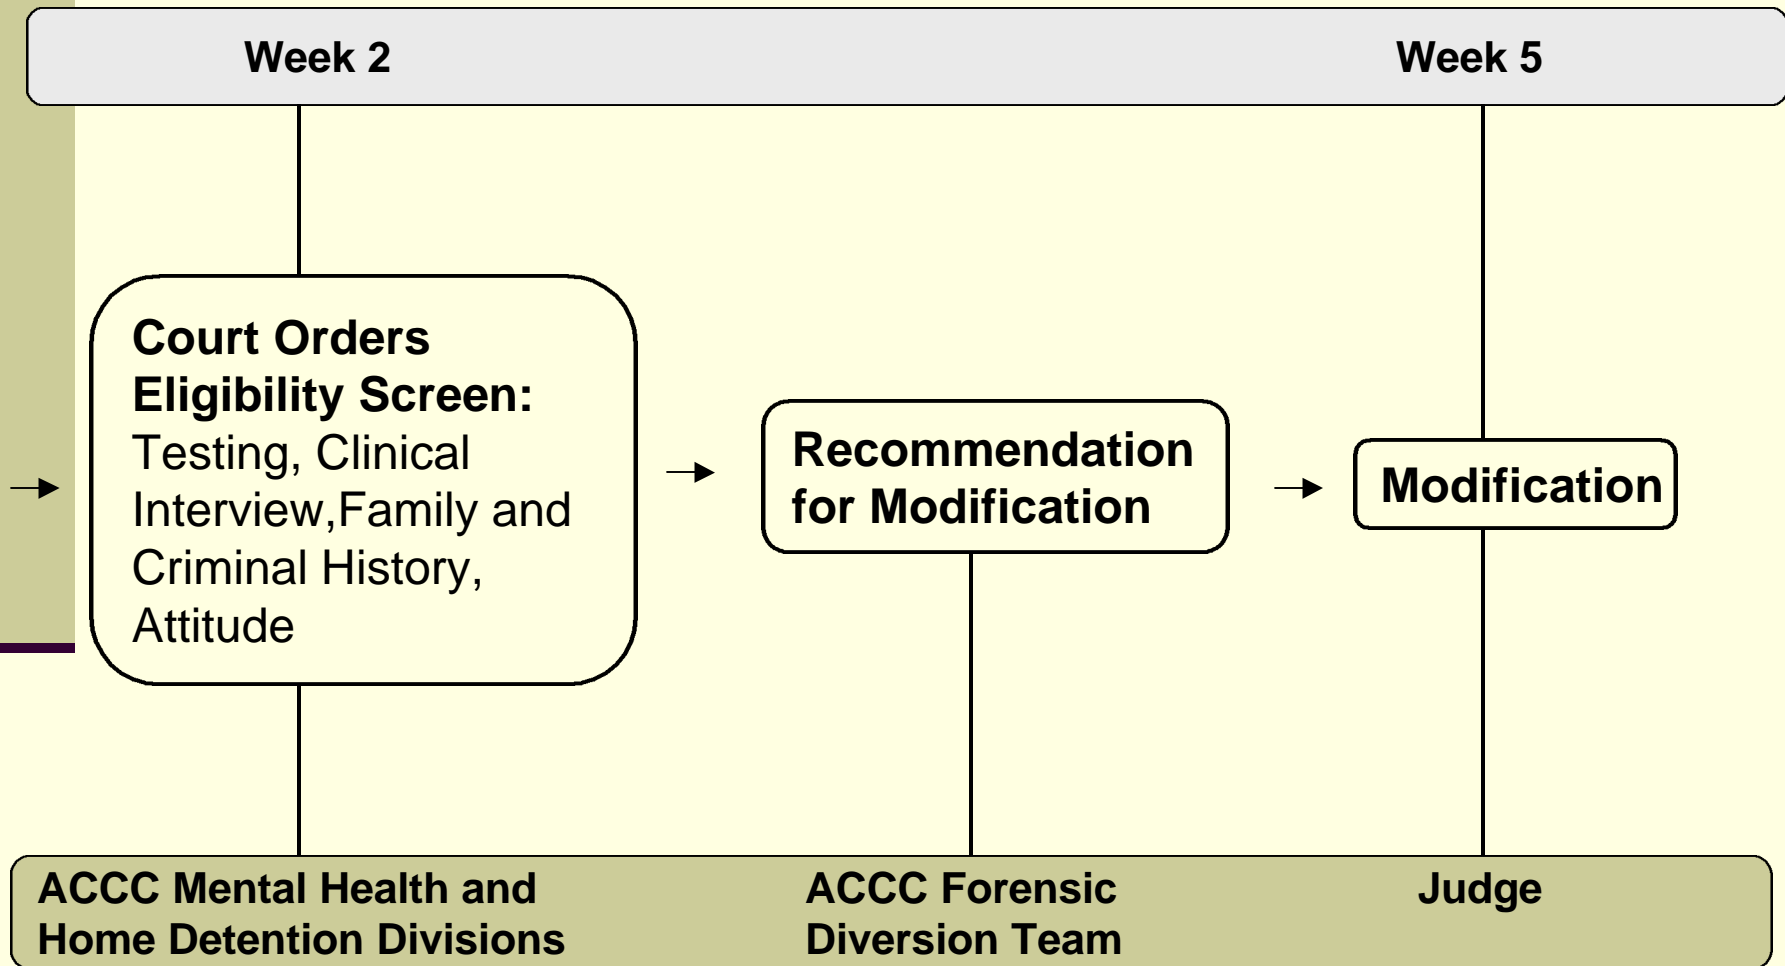 Week 2
Week 5
Court Orders
Eligibility Screen:
Testing, Clinical
Interview,Family and
Criminal History,
Attitude
Recommendation
for Modification
Modification
ACCC Mental Health and
Home Detention Divisions
ACCC Forensic
Diversion Team
Judge